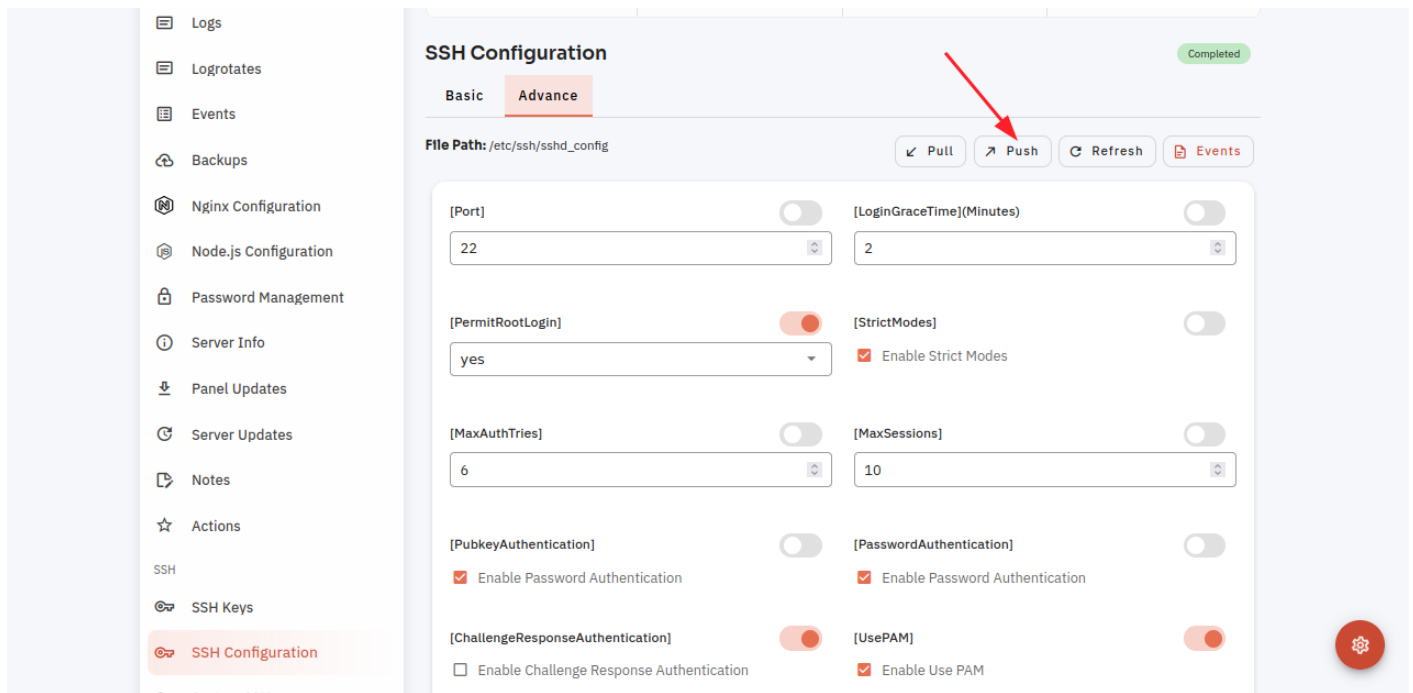 Logs
Logrotates
Events
Backups
Nginx Configuration
Node.js Configuration
Password Management
Server Info
Panel Updates
Server Updates
Notes
Actions
SSH
SSH Keys
SSH Configuration
SSH Configuration
Completed
Basic Advance
File Path: /etc/ssh/sshd_config
Pull Push Refresh Events
[Port] [LoginGraceTime](Minutes)
22 2
[PermitRootLogin] [StrictModes]
yes Enable Strict Modes
[MaxAuthTries] [MaxSessions]
6 10
[PubkeyAuthentication] [PasswordAuthentication]
Enable Password Authentication Enable Password Authentication
[ChallengeResponseAuthentication] [UsePAM]
Enable Challenge Response Authentication Enable Use PAM